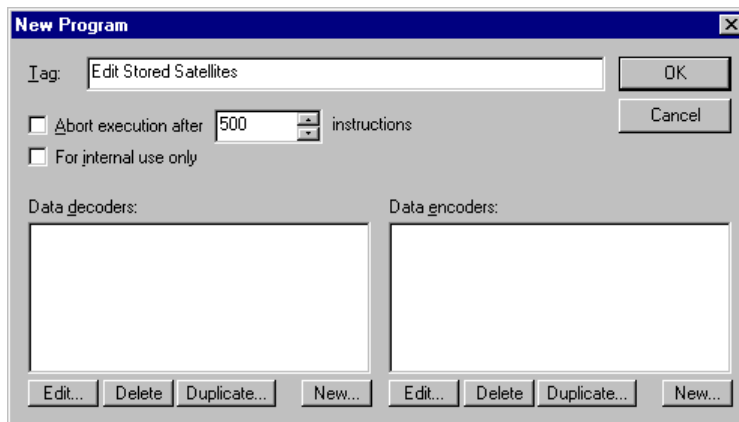 New Program
Tag: Edit Stored Satellites OK
Abort execution after 500 instructions Cancel
For internal use only
Data decoders: Data encoders:
Edit... Delete Duplicate... New... Edit... Delete Duplicate... New...